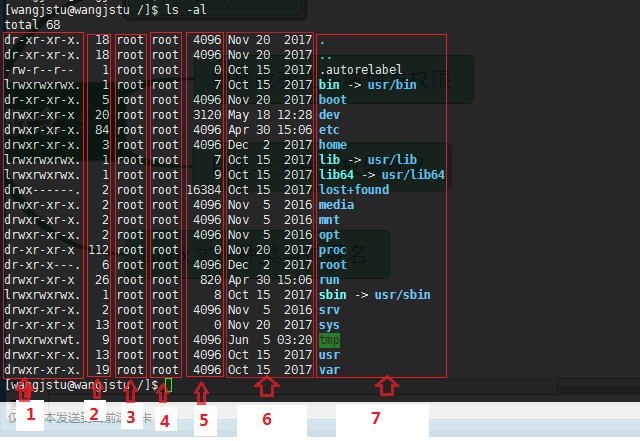 [wangjstu@wangjstu /]$ ls -al
total 68
dr-xr-xr-x. 18 root root 4096 Nov 20 2017 .
dr-xr-xr-x. 18 root root 4096 Nov 20 2017 ..
-rw-r--r-- 1 root root 0 Oct 15 2017 .autorelabel
lrwxrwxrwx. 1 root root 7 Oct 15 2017 bin -> usr/bin
dr-xr-xr-x. 5 root root 4096 Nov 20 2017 boot
drwxr-xr-x 20 root root 3120 May 18 12:28 dev
drwxr-xr-x. 84 root root 4096 Apr 30 15:06 etc
drwxr-xr-x. 3 root root 4096 Dec 2 2017 home
lrwxrwxrwx. 1 root root 7 Oct 15 2017 lib -> usr/lib
lrwxrwxrwx. 1 root root 9 Oct 15 2017 lib64 -> usr/lib64
drwx------. 2 root root 16384 Oct 15 2017 lost+found
drwxr-xr-x. 2 root root 4096 Nov 5 2016 media
drwxr-xr-x. 2 root root 4096 Nov 5 2016 mnt
drwxr-xr-x. 2 root root 4096 Nov 5 2016 opt
dr-xr-xr-x 112 root root 0 Nov 20 2017 proc
dr-xr-x---. 6 root root 4096 Dec 2 2017 root
drwxr-xr-x 26 root root 820 Apr 30 15:06 run
lrwxrwxrwx. 1 root root 8 Oct 15 2017 sbin -> usr/sbin
drwxr-xr-x. 2 root root 4096 Nov 5 2016 srv
dr-xr-xr-x 13 root root 0 Nov 20 2017 sys
drwxrwxrwt. 9 root root 4096 Jun 5 03:20 tmp
drwxr-xr-x. 13 root root 4096 Oct 15 2017 usr
drwxr-xr-x. 19 root root 4096 Oct 15 2017 var
[wangjstu@wangjstu /]$
1 2 3 4 5 6 7